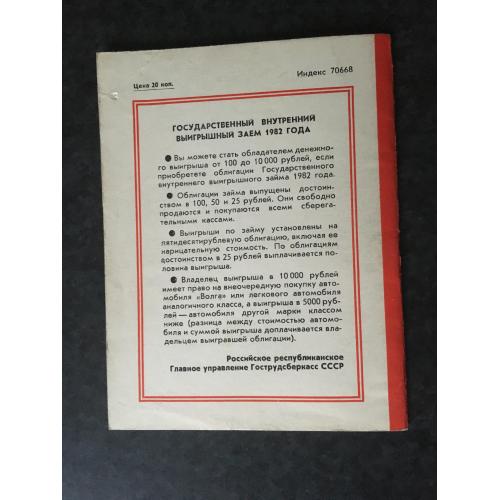 Цена 20 коп.
Индекс 70668
ГОСУДАРСТВЕННЫЙ ВНУТРЕННИЙ
ВЫИГРЫШНЫЙ ЗАЕМ 1982 ГОДА
● Вы можете стать обладателем денежно-
го выигрыша от 100 до 10 000 рублей, если
приобретете облигации Государственного
внутреннего выигрышного займа 1982 года.
● Облигации займа выпущены достоин-
ством в 100, 50 и 25 рублей. Они свободно
продаются и покупаются всеми сберега-
тельными кассами.
● Выигрыши по займу установлены на
пятидесятирублевую облигацию, включая ее
нарицательную стоимость. По облигациям
достоинством в 25 рублей выплачивается по-
ловина выигрыша.
● Владелец выигрыша в 10 000 рублей
имеет право на внеочередную покупку авто-
мобиля «Волга» или легкового автомобиля
аналогичного класса, а выигрыша в 5000 руб-
лей — автомобиля другой марки классом
ниже (разница между стоимостью автомо-
биля и суммой выигрыша доплачивается вла-
дельцем выигравшей облигации).
Российское республиканское
Главное управление Гострудсберкасс СССР